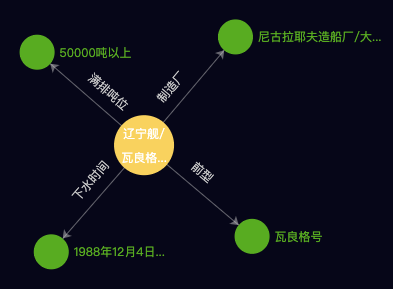 50000吨以上
尼古拉耶夫造船厂/大...
满排吨位
制造厂
辽宁舰/
瓦良格...
下水时间
前型
瓦良格号
1988年12月4日...